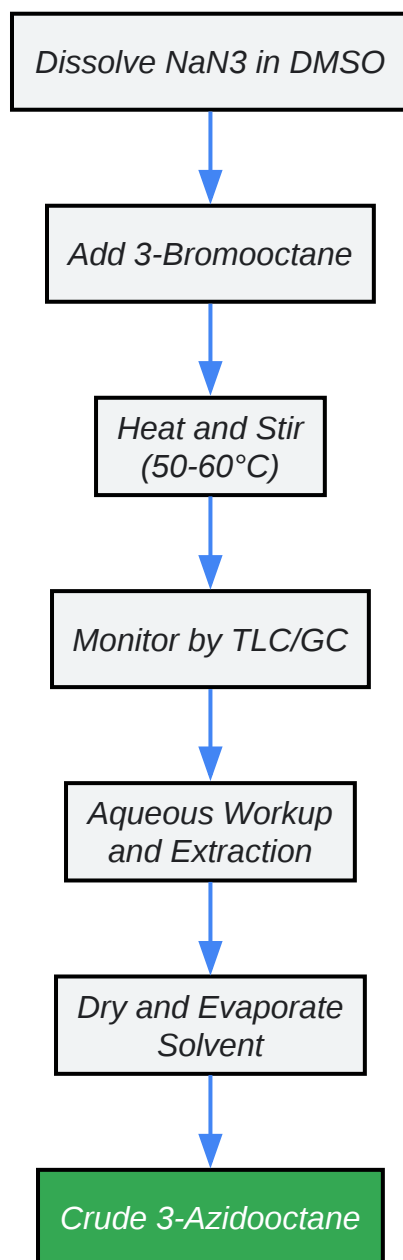 Dissolve NaN3 in DMSO
Add 3-Bromooctane
Heat and Stir
(50-60°C)
Monitor by TLC/GC
Aqueous Workup
and Extraction
Dry and Evaporate
Solvent
Crude 3-Azidooctane